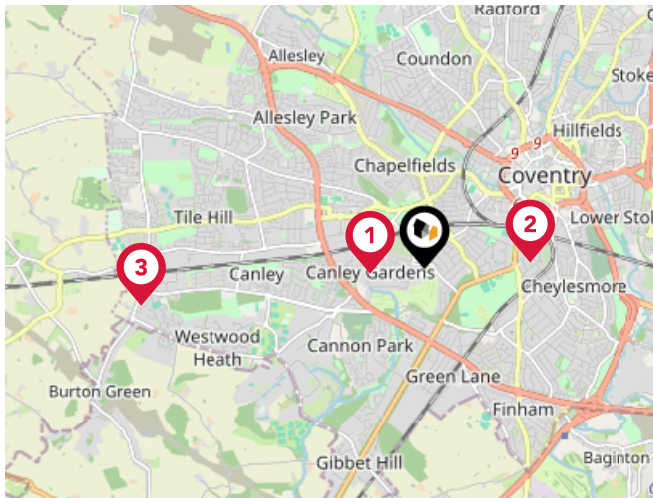 Radford
Allesley
Coundon
Stoke
Allesley Park
Hillfields
9
9
Chapelfields
Coventry
Tile Hill
1
2
Lower Stol
3
Canley
Canley Gardens
Cheylesmore
Westwood
Heath
Cannon Park
Burton Green
Green Lane
Finham
Gibbet Hill
Baginton